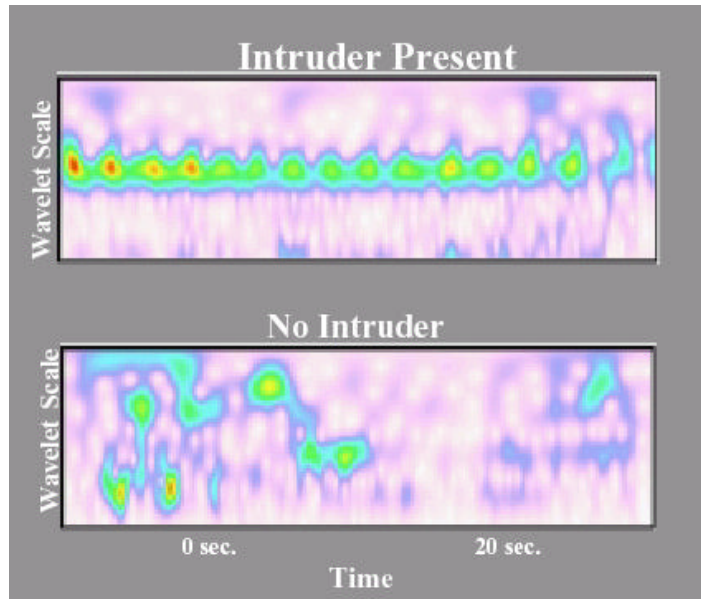 Intruder Present
Wavelet Scale
No Intruder
Wavelet Scale
0 sec. 20 sec.
Time